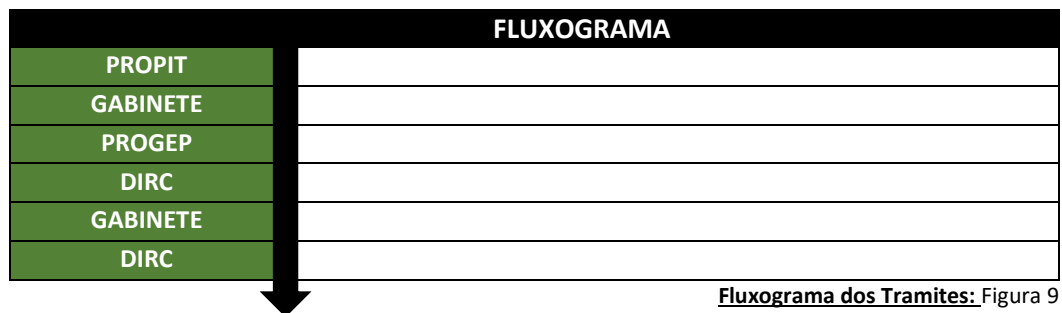 FLUXOGRAMA
PROPIT
GABINETE
PROGEP
DIRC
GABINETE
DIRC
Fluxograma dos Tramites: Figura 9